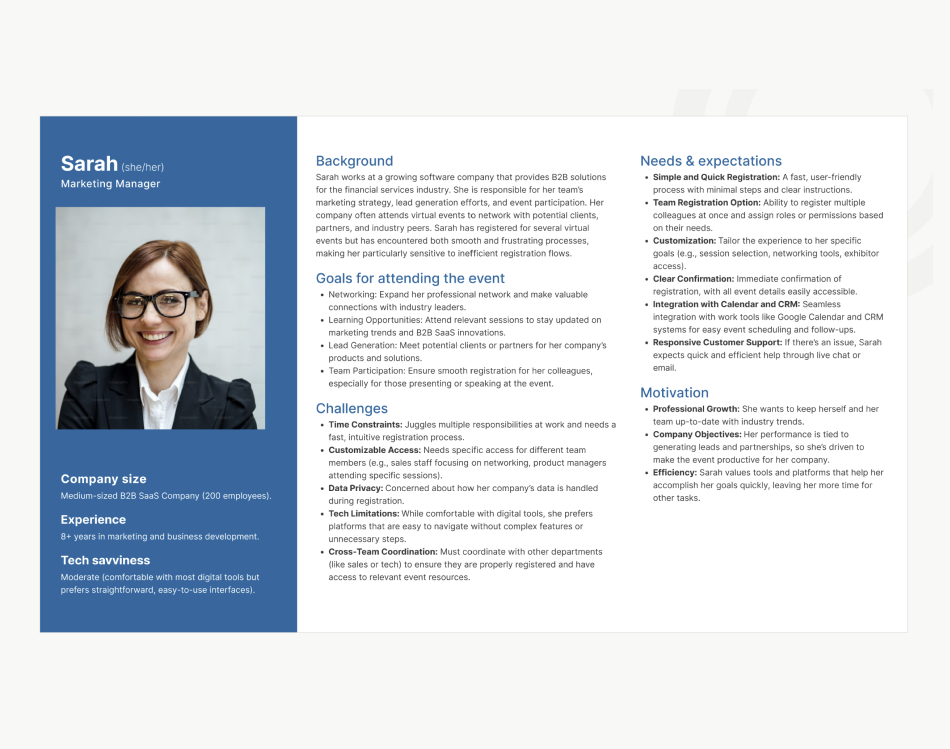 Sarah (she/her)
Marketing Manager
Company size
Medium-sized B2B SaaS Company (200 employees).
Experience
8+ years in marketing and business development.
Tech savviness
Moderate (comfortable with most digital tools but
prefers straightforward, easy-to-use interfaces).
Background
Sarah works at a growing software company that provides B2B solutions
for the financial services industry. She is responsible for her team's
marketing strategy, lead generation efforts, and event participation. Her
company often attends virtual events to network with potential clients,
partners, and industry peers. Sarah has registered for several virtual
events but has encountered both smooth and frustrating processes,
making her particularly sensitive to inefficient registration flows.
Goals for attending the event
• Networking: Expand her professional network and make valuable
connections with industry leaders.
• Learning Opportunities: Attend relevant sessions to stay updated on
marketing trends and B2B SaaS innovations.
• Lead Generation: Meet potential clients or partners for her company's
products and solutions.
• Team Participation: Ensure smooth registration for her colleagues,
especially for those presenting or speaking at the event.
Challenges
• Time Constraints: Juggles multiple responsibilities at work and needs a
fast, intuitive registration process.
• Customizable Access: Needs specific access for different team
members (e.g., sales staff focusing on networking, product managers
attending specific sessions).
• Data Privacy: Concerned about how her company's data is handled
during registration.
• Tech Limitations: While comfortable with digital tools, she prefers
platforms that are easy to navigate without complex features or
unnecessary steps.
• Cross-Team Coordination: Must coordinate with other departments
(like sales or tech) to ensure they are properly registered and have
access to relevant event resources.
Needs & expectations
• Simple and Quick Registration: A fast, user-friendly
process with minimal steps and clear instructions.
• Team Registration Option: Ability to register multiple
colleagues at once and assign roles or permissions based
on their needs.
• Customization: Tailor the experience to her specific
goals (e.g., session selection, networking tools, exhibitor
access).
• Clear Confirmation: Immediate confirmation of
registration, with all event details easily accessible.
• Integration with Calendar and CRM: Seamless
integration with work tools like Google Calendar and CRM
systems for easy event scheduling and follow-ups.
• Responsive Customer Support: If there's an issue, Sarah
expects quick and efficient help through live chat or
email.
Motivation
• Professional Growth: She wants to keep herself and her
team up-to-date with industry trends.
• Company Objectives: Her performance is tied to
generating leads and partnerships, so she's driven to
make the event productive for her company.
• Efficiency: Sarah values tools and platforms that help her
accomplish her goals quickly, leaving her more time for
other tasks.